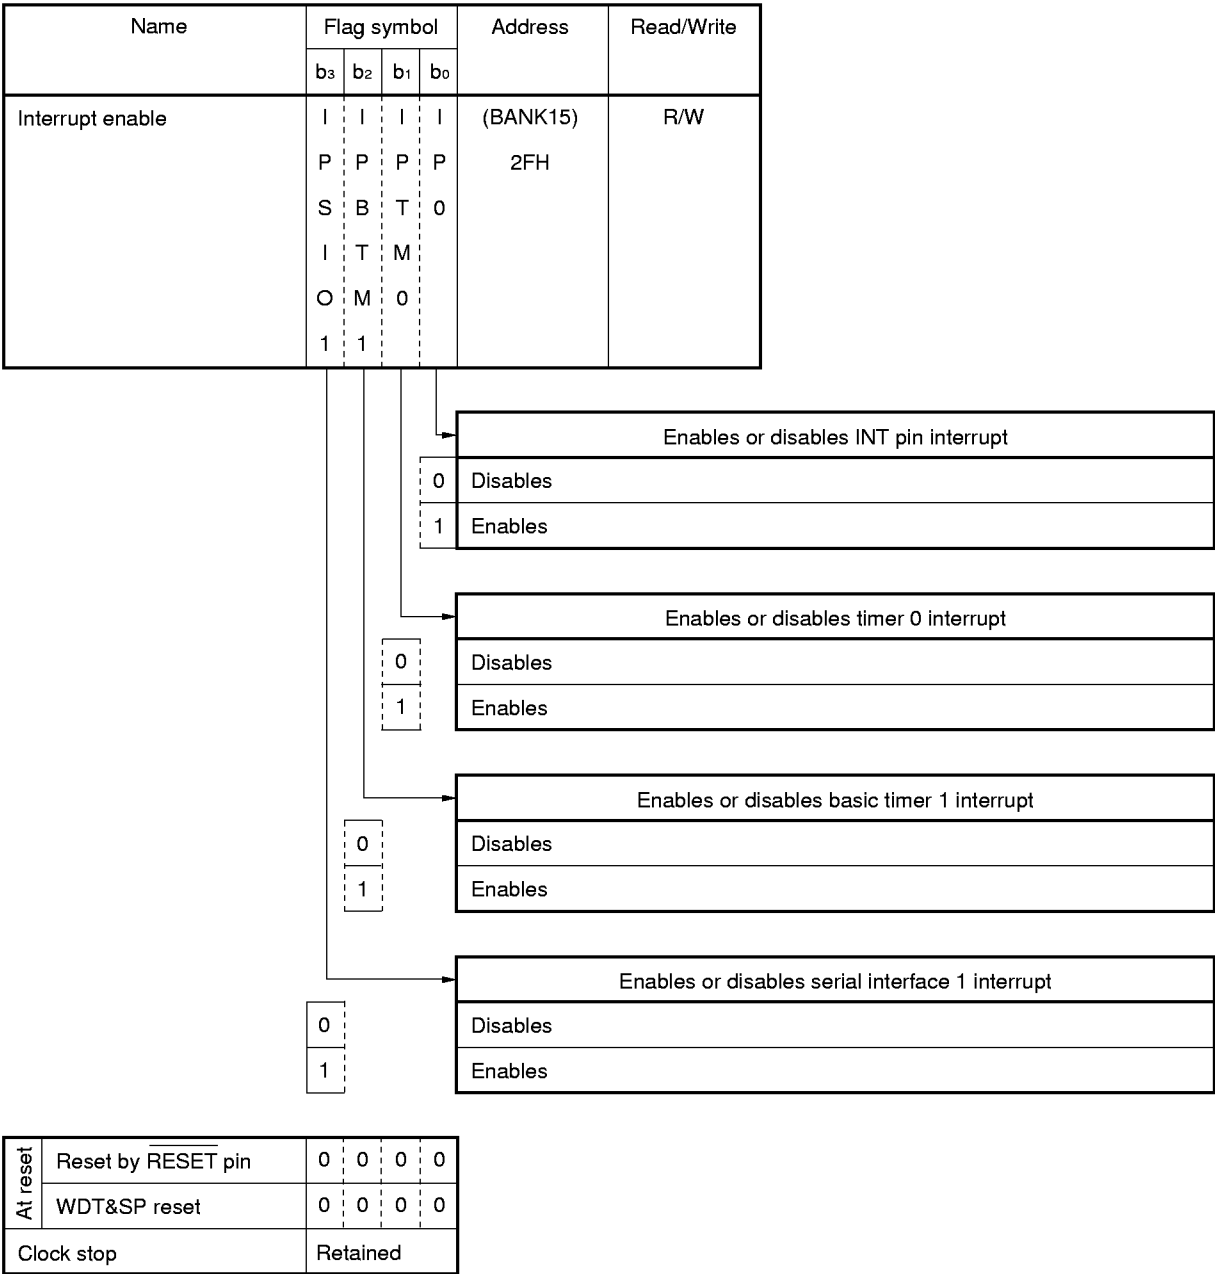 Name Flag symbol Address Read/Write
b3 b2 b1 b0
Interrupt enable I I I I (BANK15) R/W
P P P P 2FH
S B T 0
I T M
O M 0
1 1
Enables or disables INT pin interrupt
0 Disables
1 Enables
Enables or disables timer 0 interrupt
0 Disables
1 Enables
Enables or disables basic timer 1 interrupt
0 Disables
1 Enables
Enables or disables serial interface 1 interrupt
0 Disables
1 Enables
At reset
Reset by RESET pin 0 0 0 0
WDT&SP reset 0 0 0 0
Clock stop Retained